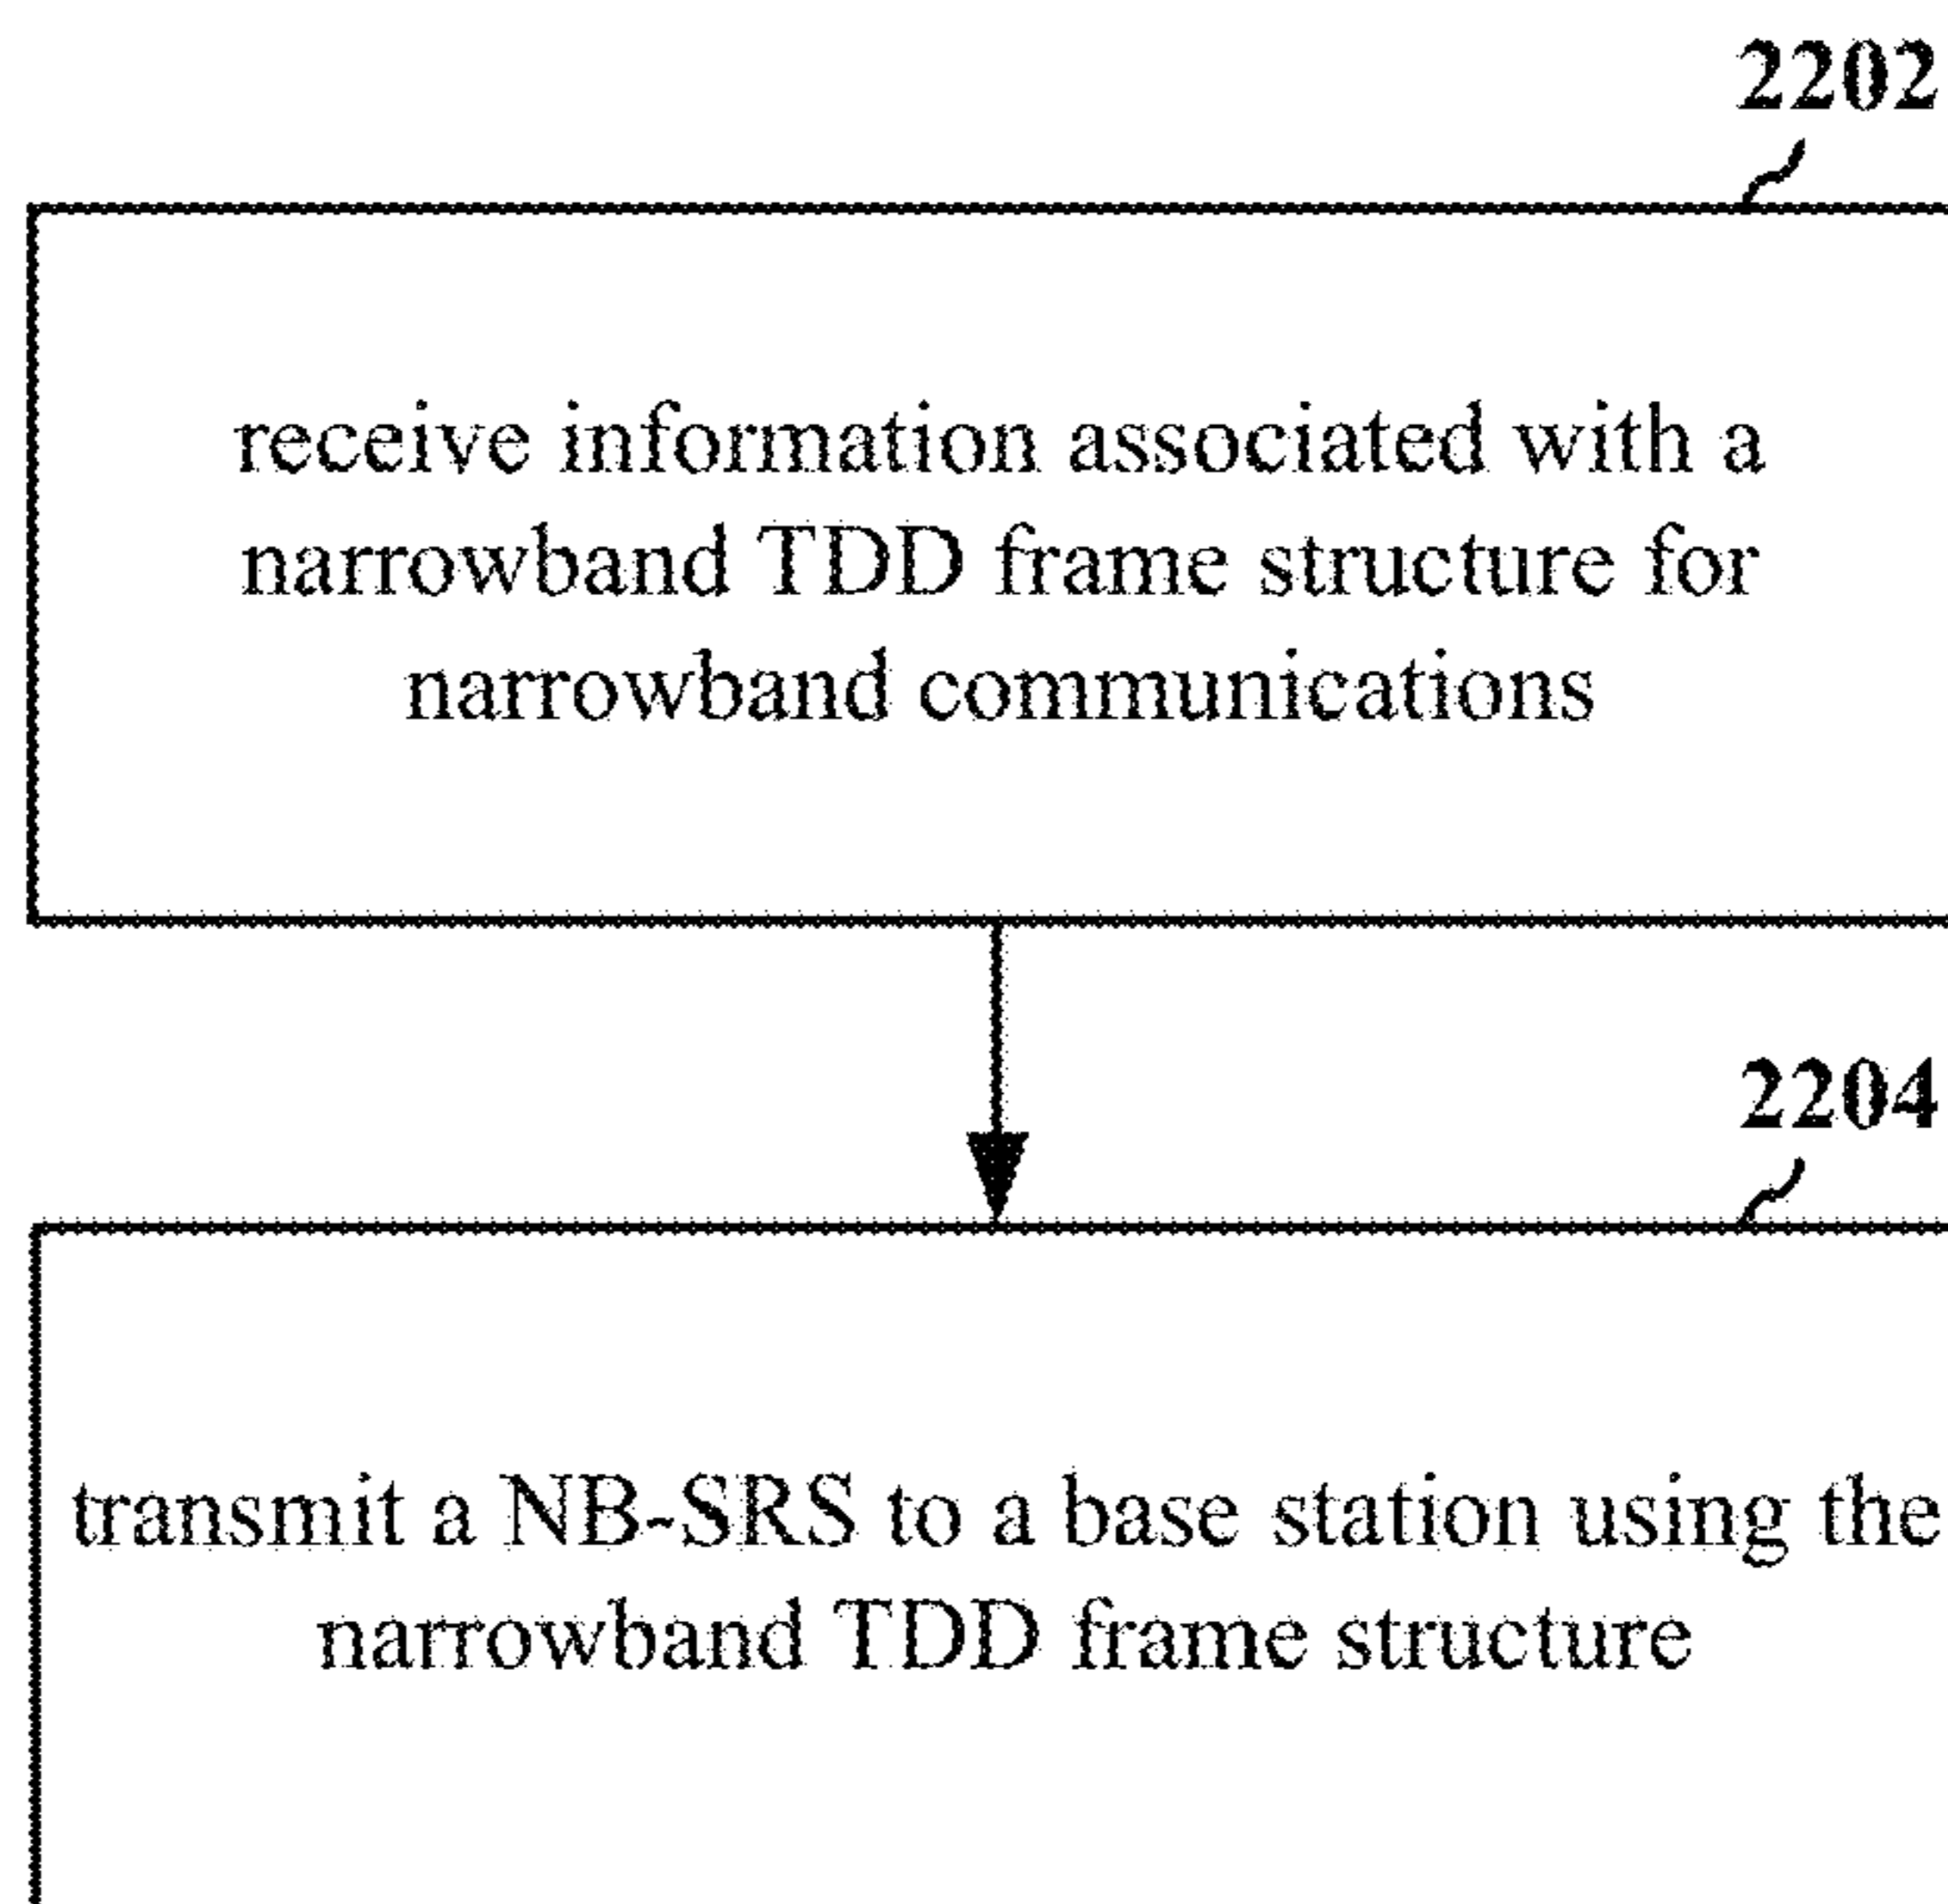 2202
receive information associated with a
narrowband TDD frame structure for
narrowband communications
2204
transmit a NB-SRS to a base station using the
narrowband TDD frame structure